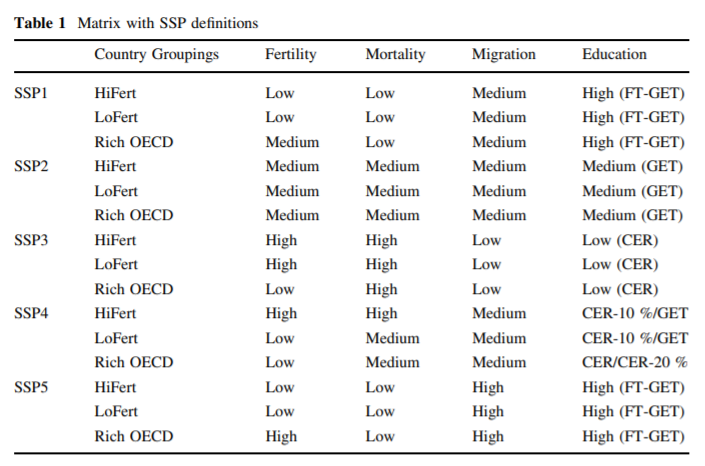 Table 1 Matrix with SSP definitions
Country Groupings Fertility Mortality Migration Education
SSP1 HiFert Low Low Medium High (FT-GET)
LoFert Low Low Medium High (FT-GET)
Rich OECD Medium Low Medium High (FT-GET)
SSP2 HiFert Medium Medium Medium Medium (GET)
LoFert Medium Medium Medium Medium (GET)
Rich OECD Medium Medium Medium Medium (GET)
SSP3 HiFert High High Low Low (CER)
LoFert High High Low Low (CER)
Rich OECD Low High Low Low (CER)
SSP4 HiFert High High Medium CER-10 %/GET
LoFert Low Medium Medium CER-10 %/GET
Rich OECD Low Medium Medium CER/CER-20 %
SSP5 HiFert Low Low High High (FT-GET)
LoFert Low Low High High (FT-GET)
Rich OECD High Low High High (FT-GET)